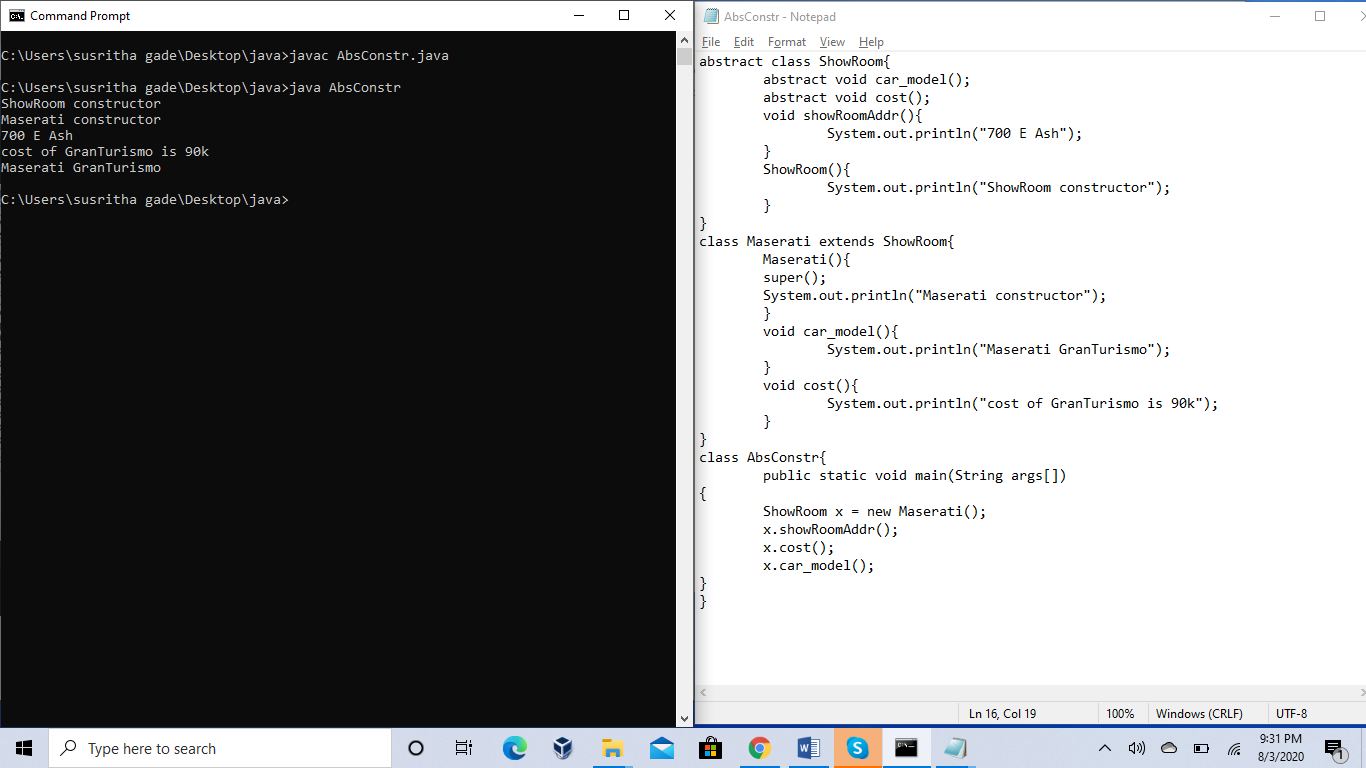 Command Prompt
C:\Users\susritha gade\Desktop\java>javac AbsConstr.java
C:\Users\susritha gade\Desktop\java>java AbsConstr
ShowRoom constructor
Maserati constructor
700 E Ash
cost of GranTurismo is 90k
Maserati GranTurismo
C:\Users\susritha gade\Desktop\java>
AbsConstr - Notepad
File Edit Format View Help
abstract class ShowRoom{
        abstract void car_model();
        abstract void cost();
        void showRoomAddr(){
                System.out.println("700 E Ash");
        }
        ShowRoom(){
                System.out.println("ShowRoom constructor");
        }
}
class Maserati extends ShowRoom{
        Maserati(){
        super();
        System.out.println("Maserati constructor");
        }
        void car_model(){
                System.out.println("Maserati GranTurismo");
        }
        void cost(){
                System.out.println("cost of GranTurismo is 90k");
        }
}
class AbsConstr{
        public static void main(String args[])
{
        ShowRoom x = new Maserati();
        x.showRoomAddr();
        x.cost();
        x.car_model();
}
}
Ln 16, Col 19 100% Windows (CRLF) UTF-8
Type here to search
9:31 PM
8/3/2020
1